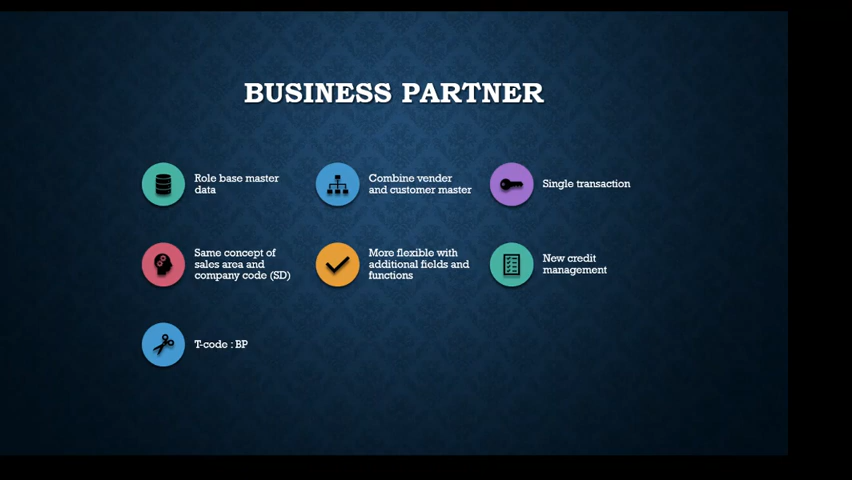 BUSINESS PARTNER
Role base master
data
Combine vender
and customer master
Single transaction
Same concept of
sales area and
company code (SD)
More flexible with
additional fields and
functions
New credit
management
T-code : BP